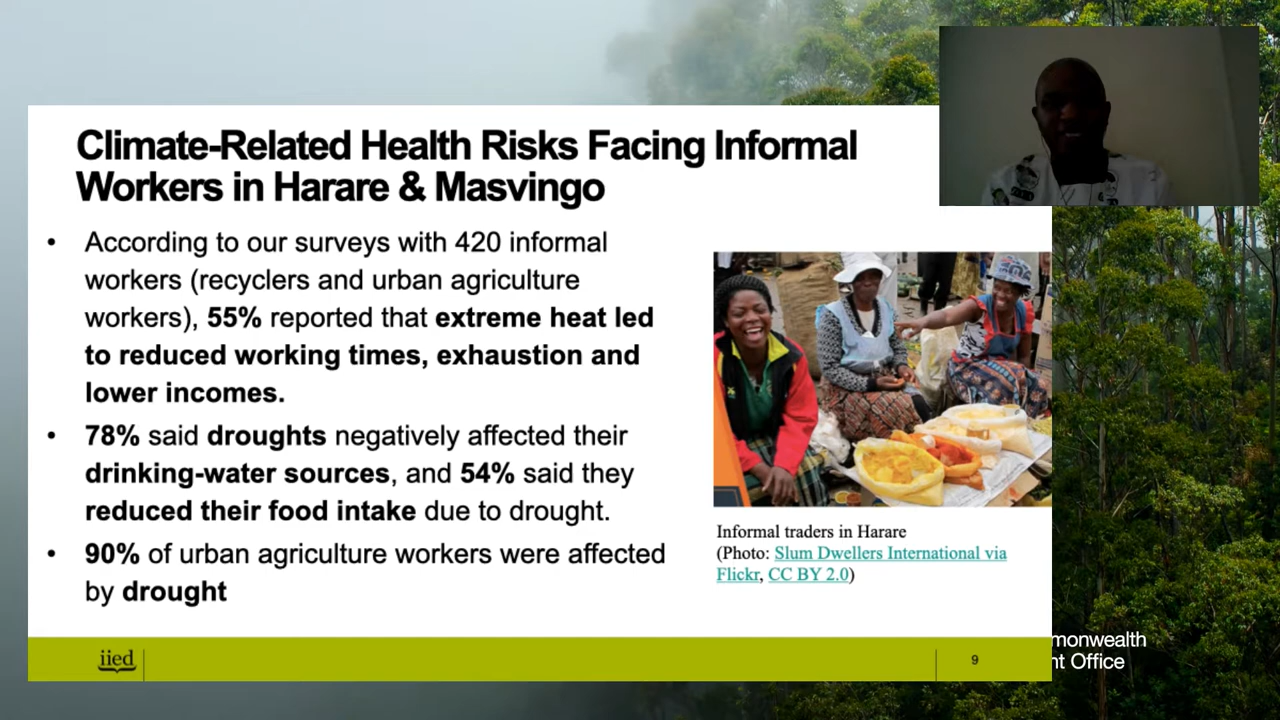 Climate-Related Health Risks Facing Informal
Workers in Harare & Masvingo
• According to our surveys with 420 informal
workers (recyclers and urban agriculture
workers), 55% reported that extreme heat led
to reduced working times, exhaustion and
lower incomes.
• 78% said droughts negatively affected their
drinking-water sources, and 54% said they
reduced their food intake due to drought.
• 90% of urban agriculture workers were affected
by drought
Informal traders in Harare
(Photo: Slum Dwellers International via
Flickr, CC BY 2.0)
iied
9
monwealth
nt Office